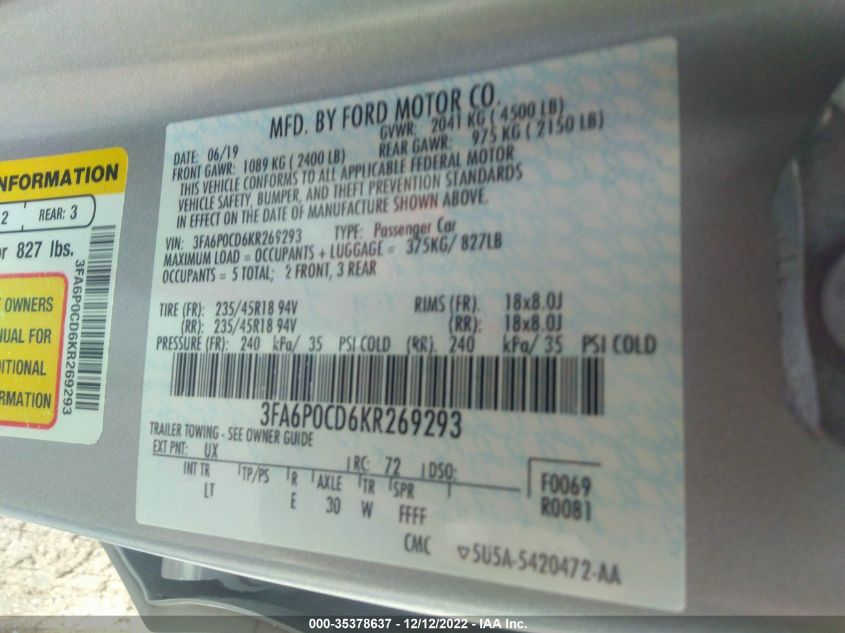 NFORMATION
2 REAR: 3
or 827 lbs.
3FA6P0CD6KR269293
OWNERS
NUAL FOR
DITIONAL
ORMATION
MFD. BY FORD MOTOR CO.
DATE: 06/19 GVWR: 2041 KG ( 4500 LB)
FRONT GAWR: 1089 KG ( 2400 LB) REAR GAWR: 975 KG ( 2150 LB)
THIS VEHICLE CONFORMS TO ALL APPLICABLE FEDERAL MOTOR
VEHICLE SAFETY, BUMPER, AND THEFT PREVENTION STANDARDS
IN EFFECT ON THE DATE OF MANUFACTURE SHOWN ABOVE.
VIN: 3FA6P0CD6KR269293 TYPE: Passenger Car
MAXIMUM LOAD = OCCUPANTS + LUGGAGE = 375KG/ 827LB
OCCUPANTS = 5 TOTAL; 2 FRONT, 3 REAR
TIRE (FR): 235/45R18 94V RIMS (FR). 18x8.0J
(RR): 235/45R18 94V (RR): 18x8.0J
PRESSURE (FR): 240 kPa/ 35 PSI COLD (RR). 240 kPa/ 35 PSI COLD
3FA6P0CD6KR269293
TRAILER TOWING - SEE OWNER GUIDE
EXT PNT: UX RC: 72 DSO:
INT TR TP/PS R AXLE TR SPR F0069
LT E 30 W FFFF R0081
CMC ▽5U5A-5420472-AA
000-35378637 - 12/12/2022 - IAA Inc.